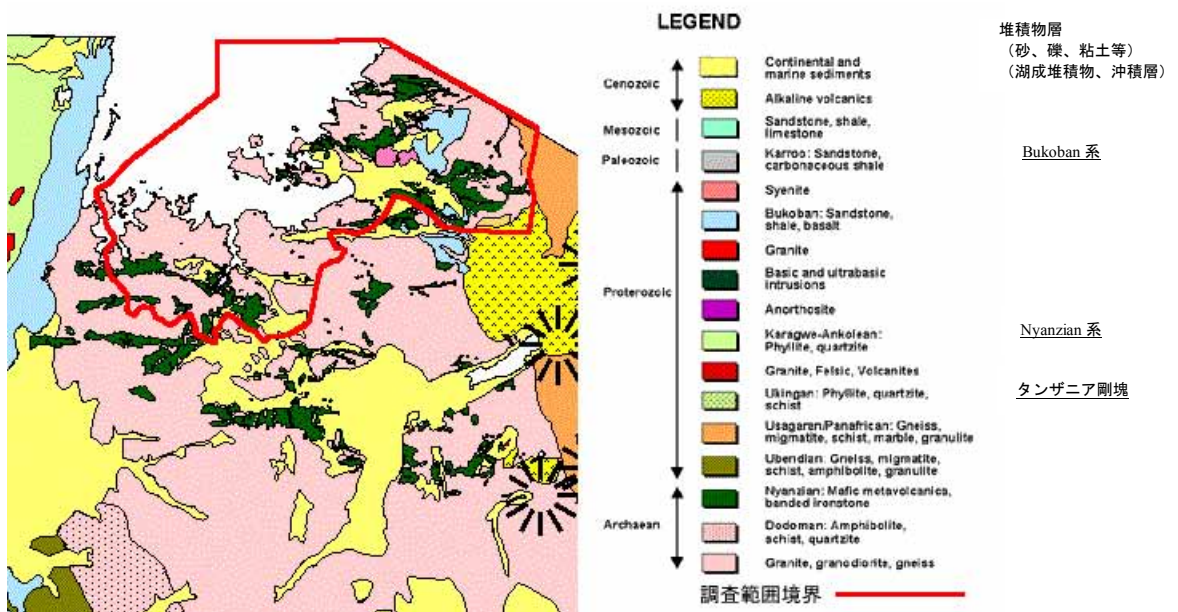 LEGEND
Cenozoic
Mesozoic
Paleozoic
Proterozoic
Archaean
Continental and
marine sediments
Alkaline volcanics
Sandstone, shale,
limestone
Karroo: Sandstone,
carbonaceous shale
Syenite
Bukoban: Sandstone,
shale, basalt
Granite
Basic and ultrabasic
intrusions
Anorthosite
Karagwe-Ankolean:
Phyllite, quartzite
Granite, Felsic, Volcanites
Ukingan: Phyllite, quartzite,
schist
Usagaran/Panafrican: Gneiss,
migmatite, schist, marble, granulite
Ubendian: Gneiss, migmatite,
schist, amphibolite, granulite
Nyanzian: Mafic metavolcanics,
banded ironstone
Dodoman: Amphibolite,
schist, quartzite
Granite, granodiorite, gneiss
調査範囲境界
堆積物層
（砂、礫、粘土等）
（湖成堆積物、沖積層）
Bukoban 系
Nyanzian 系
タンザニア剛塊